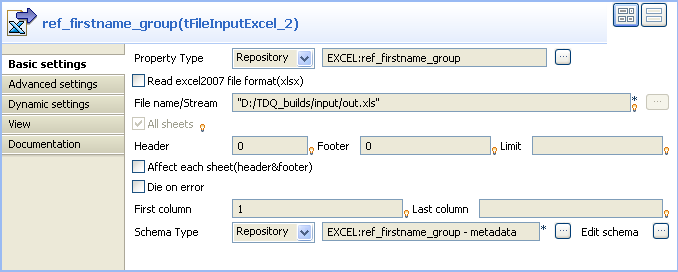 ref_firstname_group(tFileInputExcel_2)
Basic settings
Advanced settings
Dynamic settings
View
Documentation
Property Type Repository EXCEL:ref_firstname_group ...
Read excel2007 file format(xlsx)
File name/Stream "D:/TDQ_builds/input/out.xls" * ...
All sheets
Header 0 Footer 0 Limit
Affect each sheet(header&footer)
Die on error
First column 1 Last column
Schema Type Repository EXCEL:ref_firstname_group - metadata * ... Edit schema ...